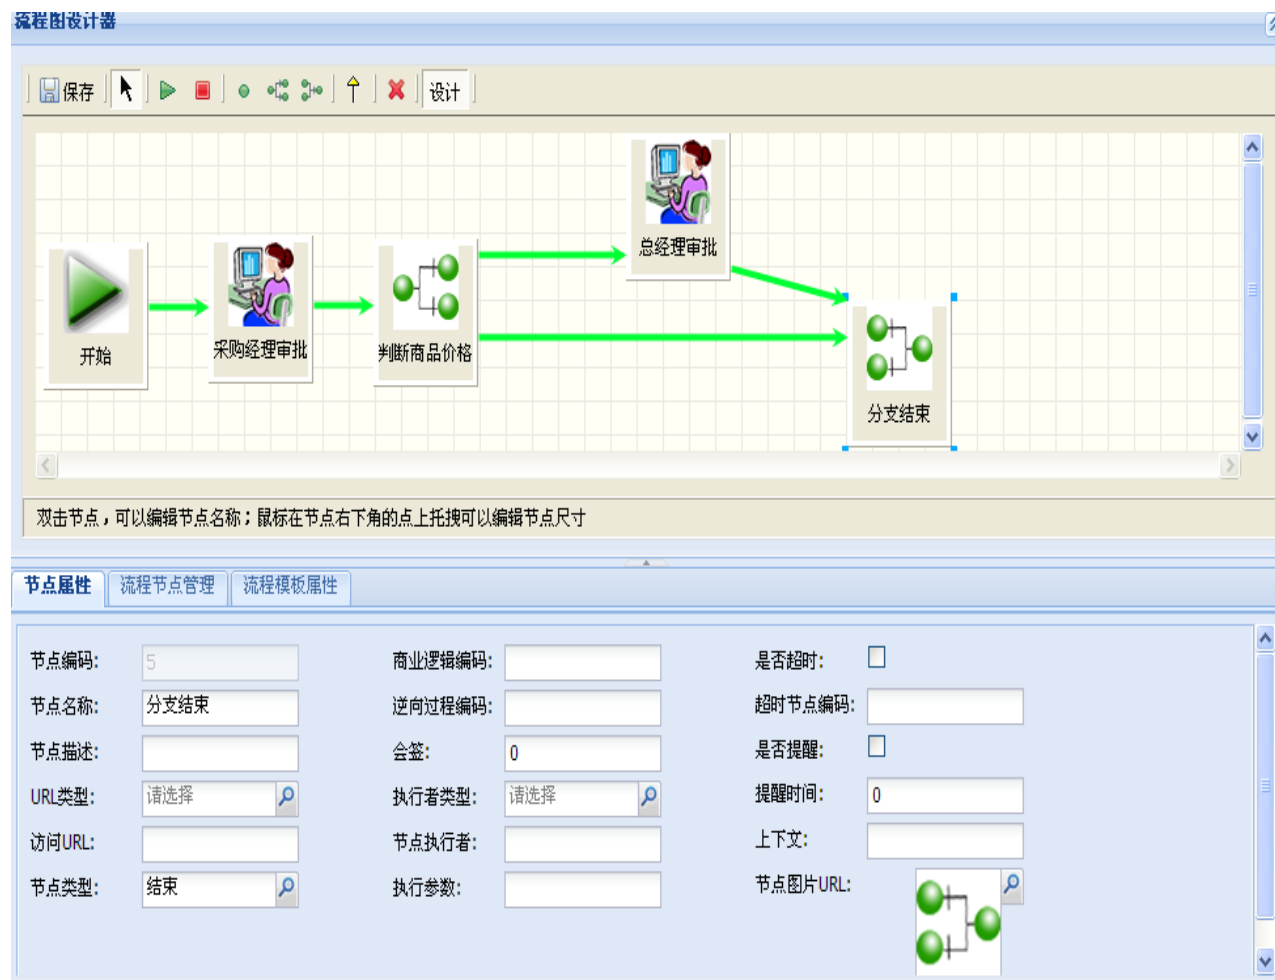 流程图设计器
保存 设计
总经理审批
开始 采购经理审批 判断商品价格
分支结束
双击节点，可以编辑节点名称；鼠标在节点右下角的点上托拽可以编辑节点尺寸
节点属性 流程节点管理 流程模板属性
节点编码: 5 商业逻辑编码: 是否超时:
节点名称: 分支结束 逆向过程编码: 超时节点编码:
节点描述: 会签: 0 是否提醒:
URL类型: 请选择 执行者类型: 请选择 提醒时间: 0
访问URL: 节点执行者: 上下文:
节点类型: 结束 执行参数: 节点图片URL: